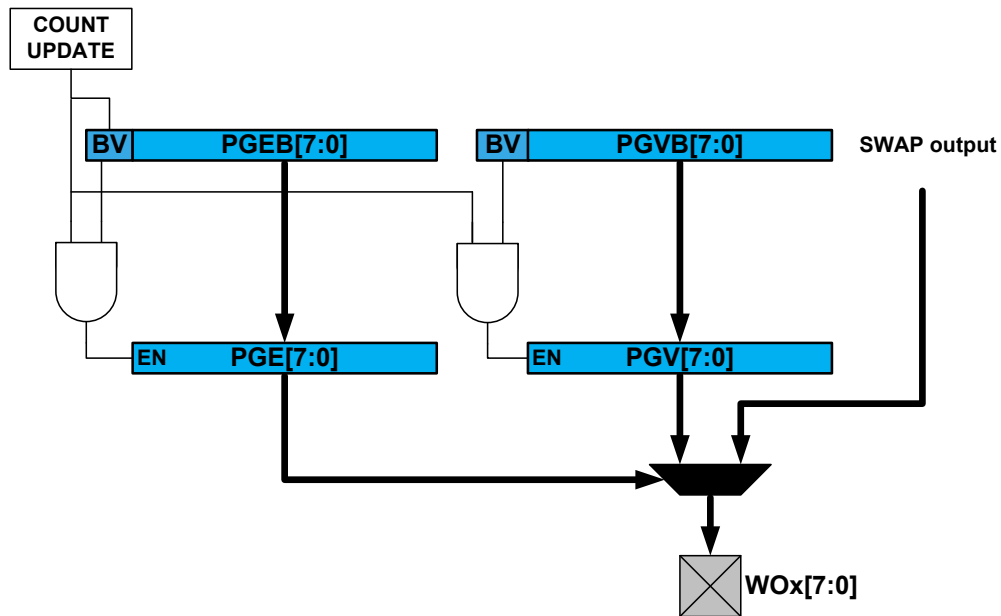 COUNT
UPDATE
BV
PGEB[7:0]
BV
PGVB[7:0]
SWAP output
EN
PGE[7:0]
EN
PGV[7:0]
WOx[7:0]